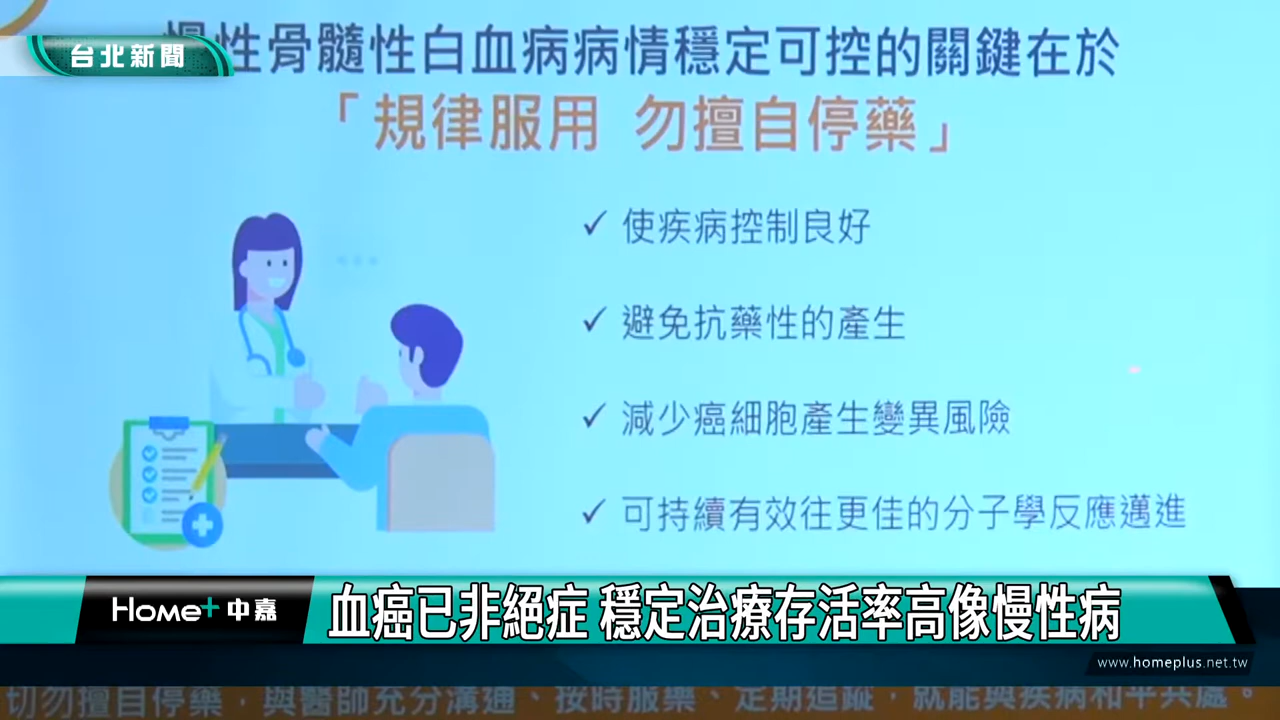 台北新聞
慢性骨髓性白血病病情穩定可控的關鍵在於
「規律服用 勿擅自停藥」
✓ 使疾病控制良好
✓ 避免抗藥性的產生
✓ 減少癌細胞產生變異風險
✓ 可持續有效往更佳的分子學反應邁進
Home+中嘉
血癌已非絕症 穩定治療存活率高像慢性病
www.homeplus.net.tw
切勿擅自停藥，與醫師充分溝通、按時服藥、定期追蹤，就能與疾病和平共處。